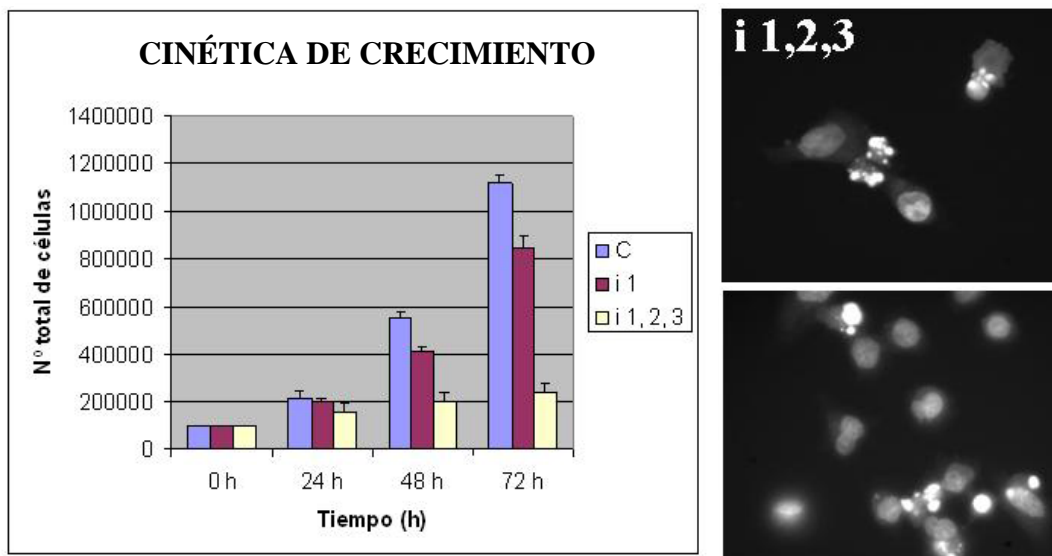 CINÉTICA DE CRECIMIENTO
1400000
1200000
1000000
800000
600000
400000
200000
0
Nº total de células
0 h 24 h 48 h 72 h
Tiempo (h)
C
i 1
i 1, 2, 3
i 1,2,3